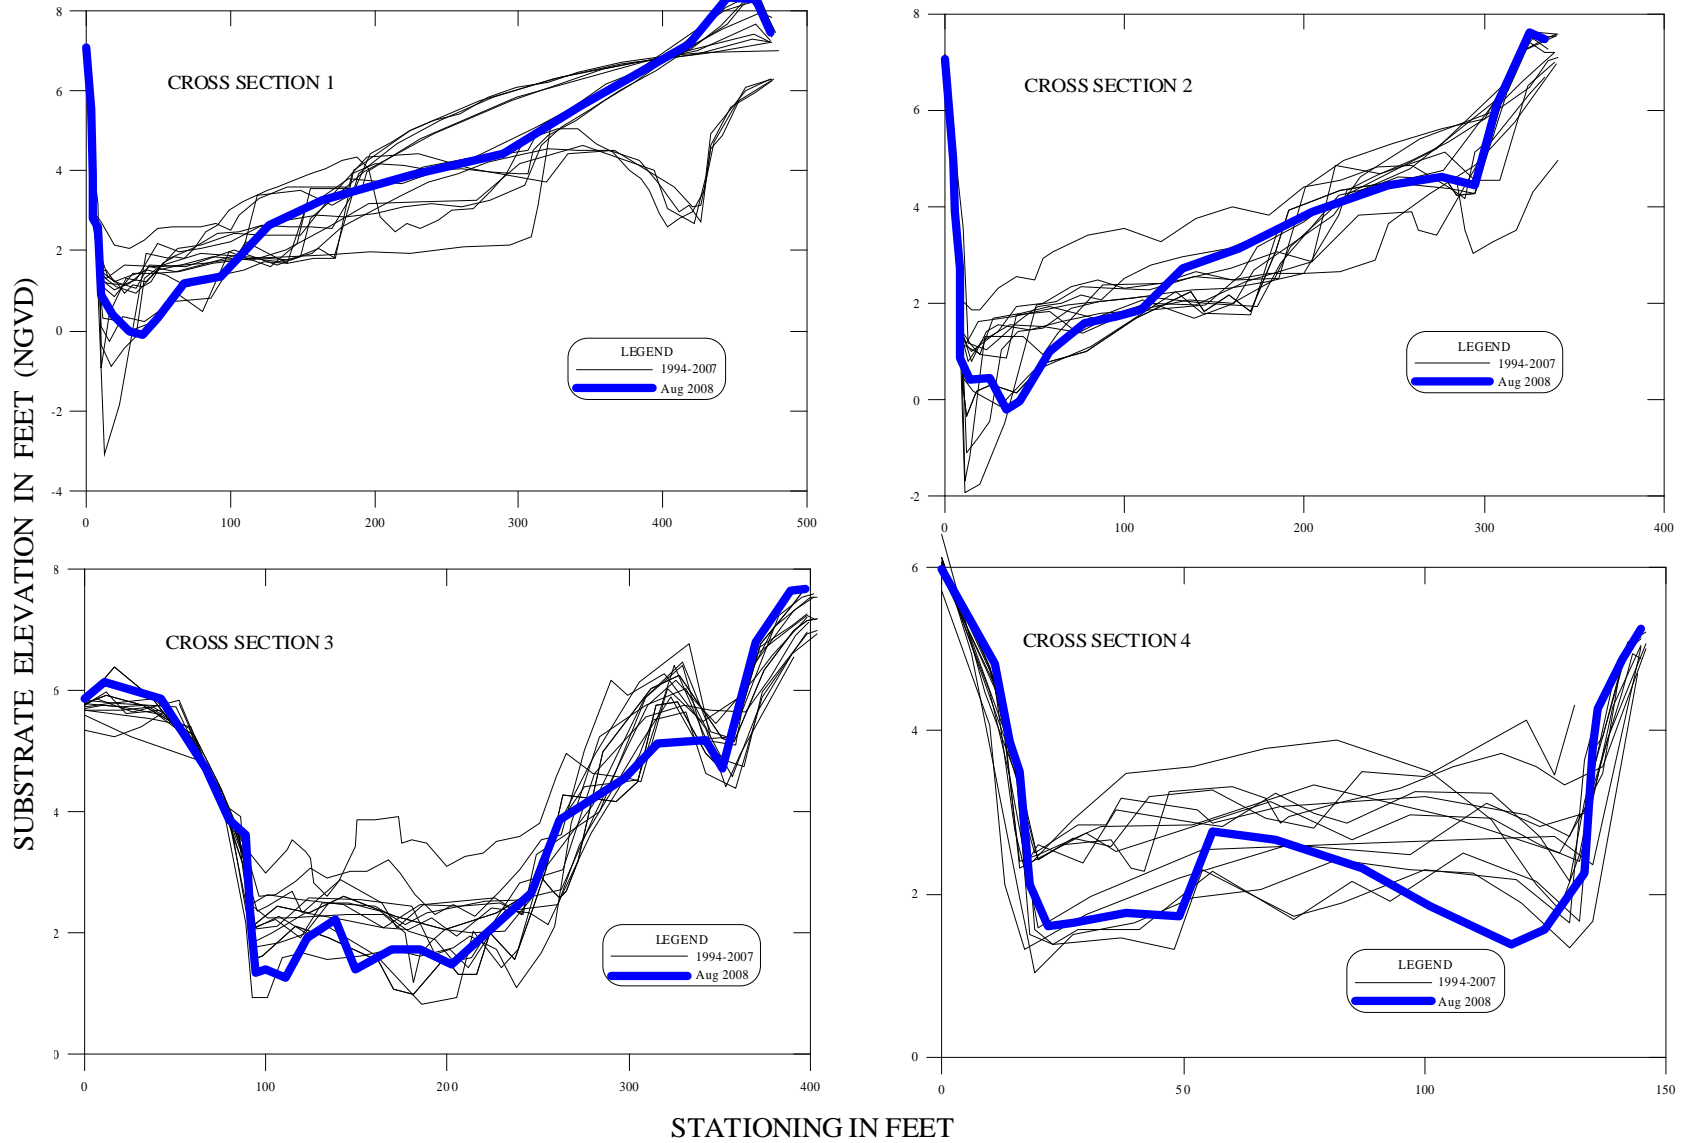 SUBSTRATE ELEVATION IN FEET (NGVD)
8
6
4
2
0
-2
-4
0 100 200 300 400 500
CROSS SECTION 1
LEGEND
1994-2007
Aug 2008
8
6
4
2
0
-2
0 100 200 300 400
CROSS SECTION 2
LEGEND
1994-2007
Aug 2008
8
6
4
2
0
0 100 200 300 400
CROSS SECTION 3
LEGEND
1994-2007
Aug 2008
6
4
2
0
0 50 100 150
CROSS SECTION 4
LEGEND
1994-2007
Aug 2008
STATIONING IN FEET